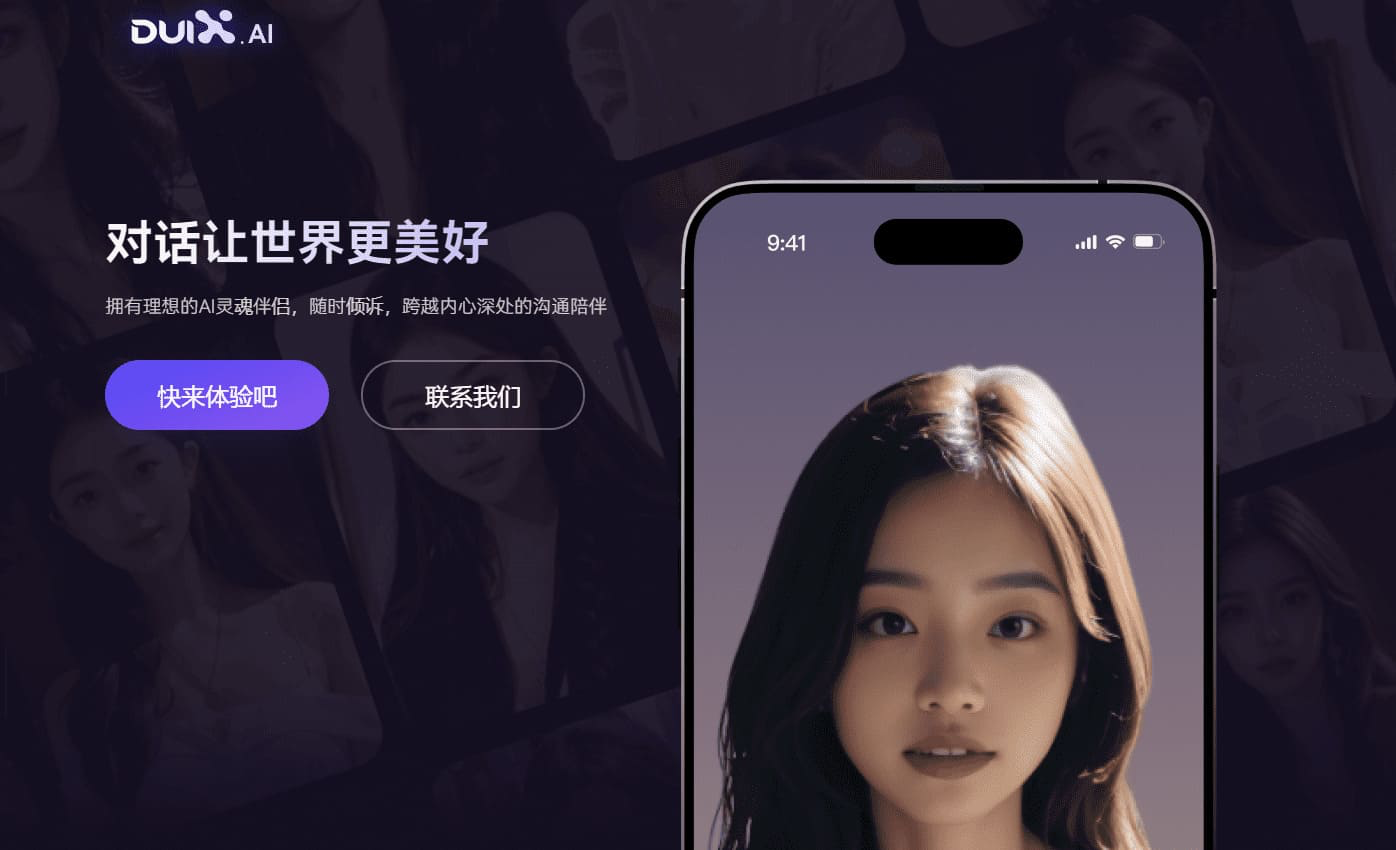 DUIX.AI
对话让世界更美好
拥有理想的AI灵魂伴侣，随时倾诉，跨越内心深处的沟通陪伴
快来体验吧
联系我们
9:41